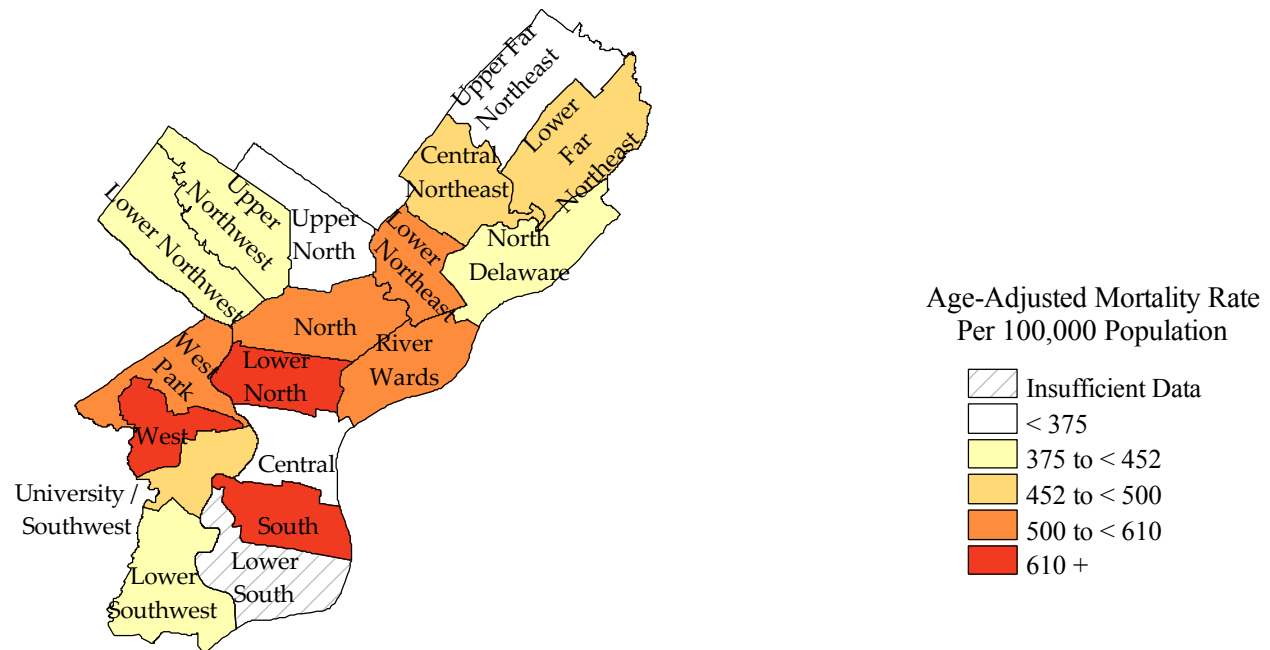 Upper Far
Northeast
Lower
Far
Northeast
Central
Northeast
Upper
Northwest
Lower Northwest
Upper
North
Lower
Northeast
North
Delaware
North
River
Wards
West
Park
Lower
North
West
Central
University /
Southwest
South
Lower
South
Lower
Southwest
Age-Adjusted Mortality Rate
Per 100,000 Population
Insufficient Data
< 375
375 to < 452
452 to < 500
500 to < 610
610 +